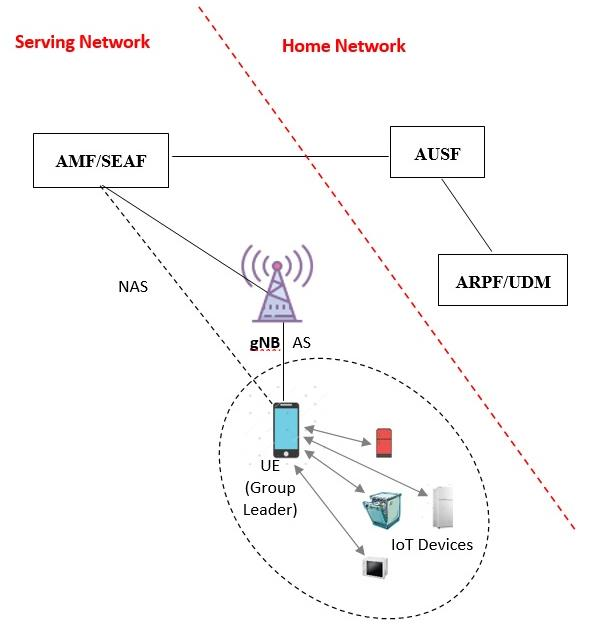 Serving Network
Home Network
AMF/SEAF
AUSF
ARPF/UDM
NAS
gNB
AS
UE
(Group
Leader)
IoT Devices